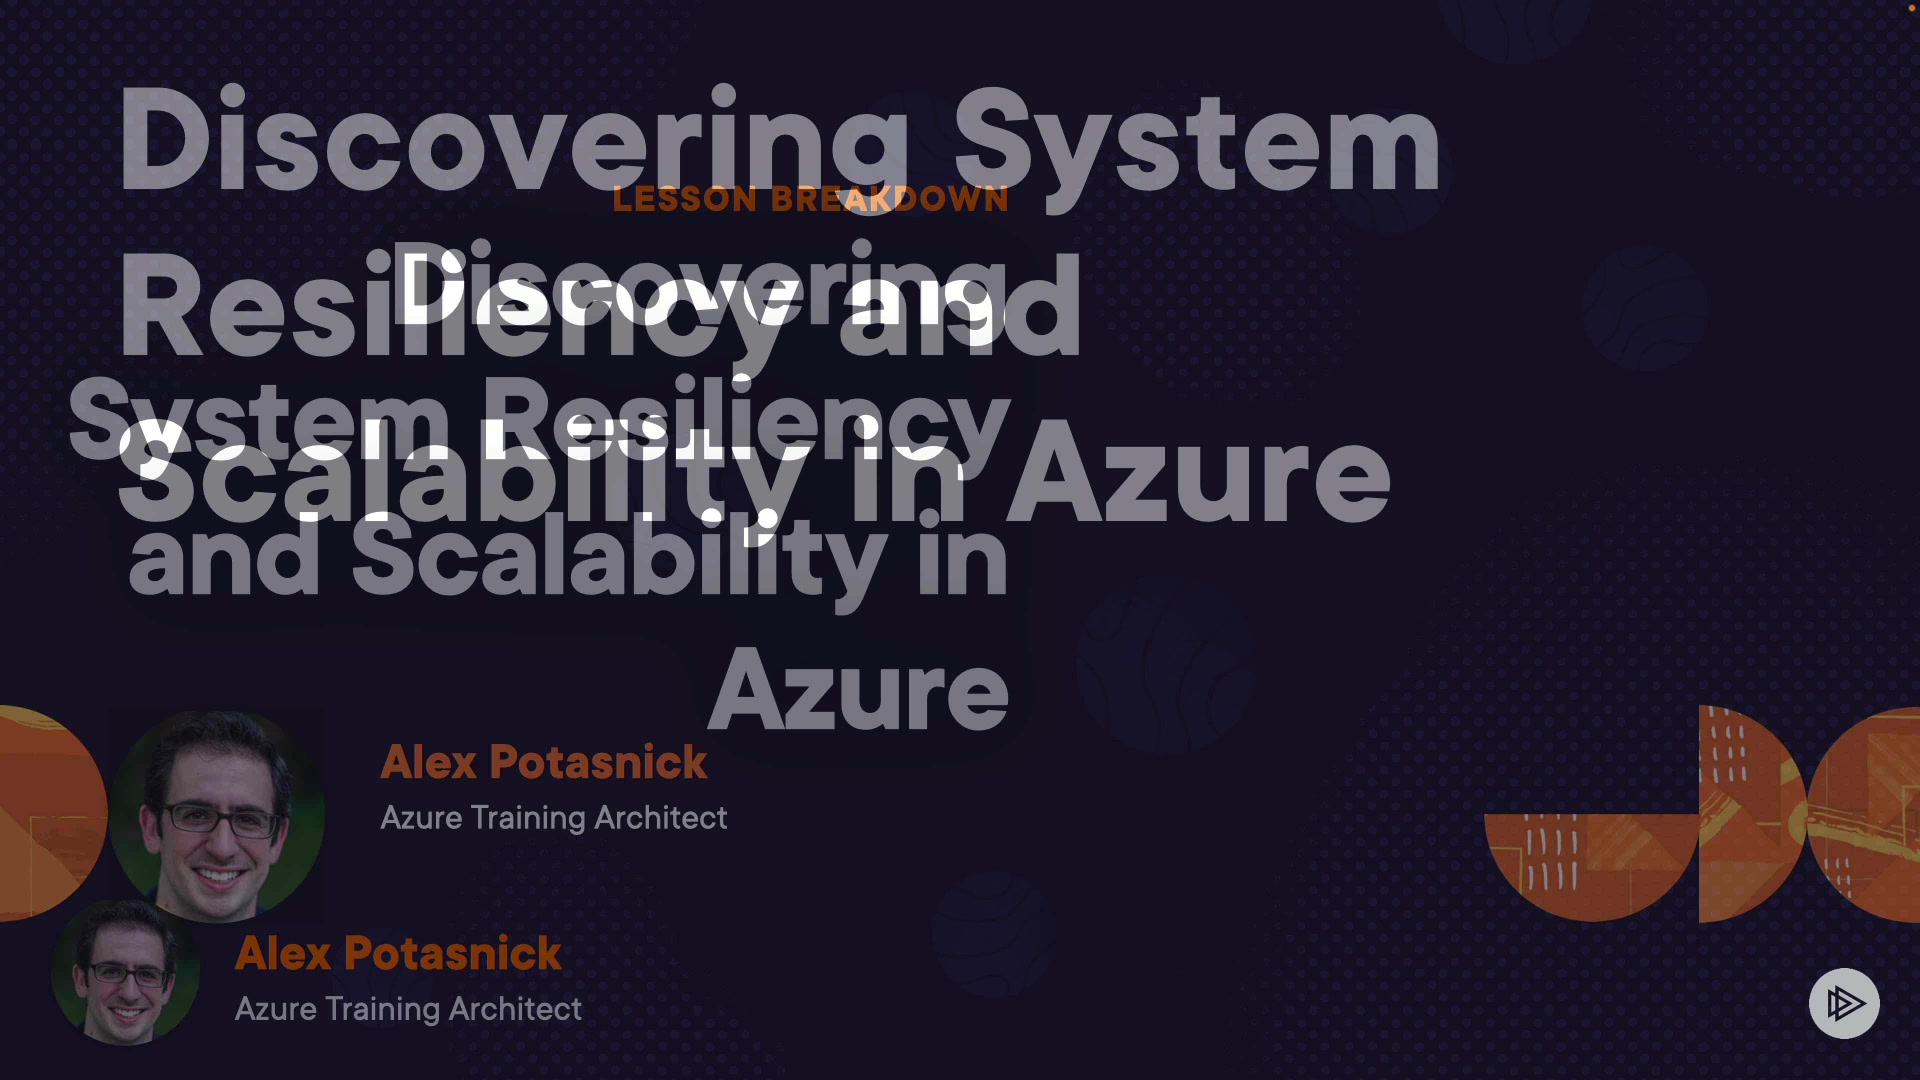 Discovering System
Resiliency and
Scalability in Azure
LESSON BREAKDOWN
Discovering
System Resiliency
and Scalability in
Azure
Alex Potasnick
Azure Training Architect
Alex Potasnick
Azure Training Architect